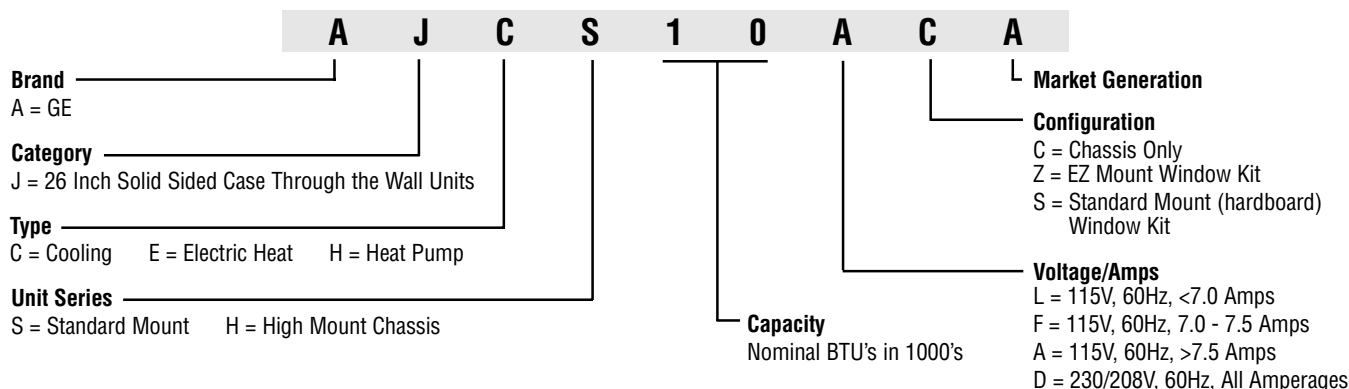 A J C S 1 0 A C A
Brand
A = GE
Category
J = 26 Inch Solid Sided Case Through the Wall Units
Type
C = Cooling E = Electric Heat H = Heat Pump
Unit Series
S = Standard Mount H = High Mount Chassis
Capacity
Nominal BTU's in 1000's
Market Generation
Configuration
C = Chassis Only
Z = EZ Mount Window Kit
S = Standard Mount (hardboard)
Window Kit
Voltage/Amps
L = 115V, 60Hz, <7.0 Amps
F = 115V, 60Hz, 7.0 - 7.5 Amps
A = 115V, 60Hz, >7.5 Amps
D = 230/208V, 60Hz, All Amperages